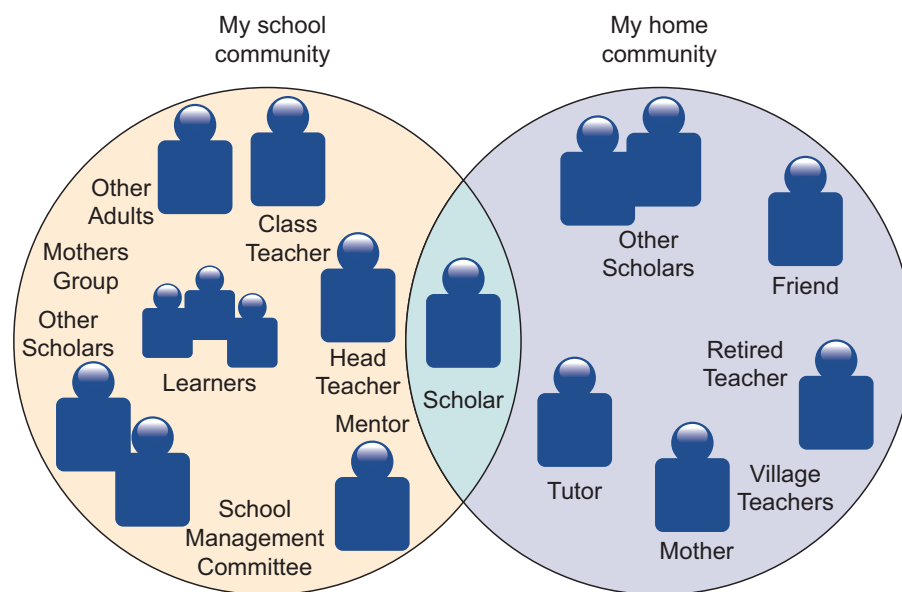 My school
community
My home
community
Other
Adults
Class
Teacher
Mothers
Group
Other
Scholars
Learners
Head
Teacher
Mentor
School
Management
Committee
Scholar
Other
Scholars
Friend
Retired
Teacher
Tutor
Village
Teachers
Mother